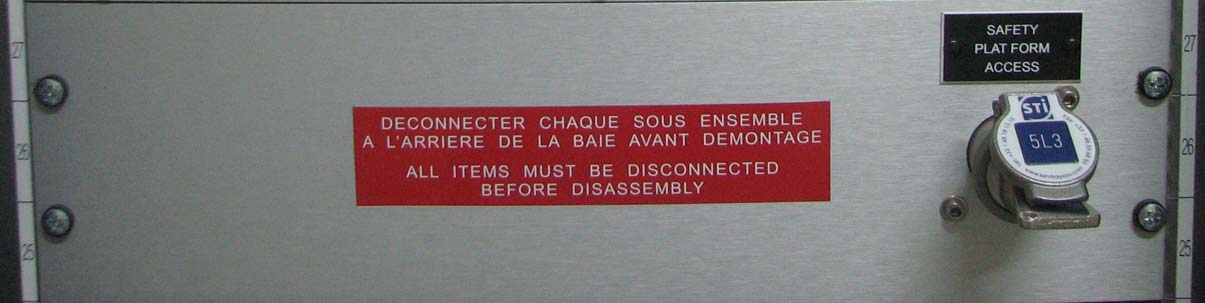 SAFETY
PLAT FORM
ACCESS
DECONNECTER CHAQUE SOUS ENSEMBLE
A L'ARRIERE DE LA BAIE AVANT DEMONTAGE
ALL ITEMS MUST BE DISCONNECTED
BEFORE DISASSEMBLY
STI
5L3
27
26
25
27
26
25